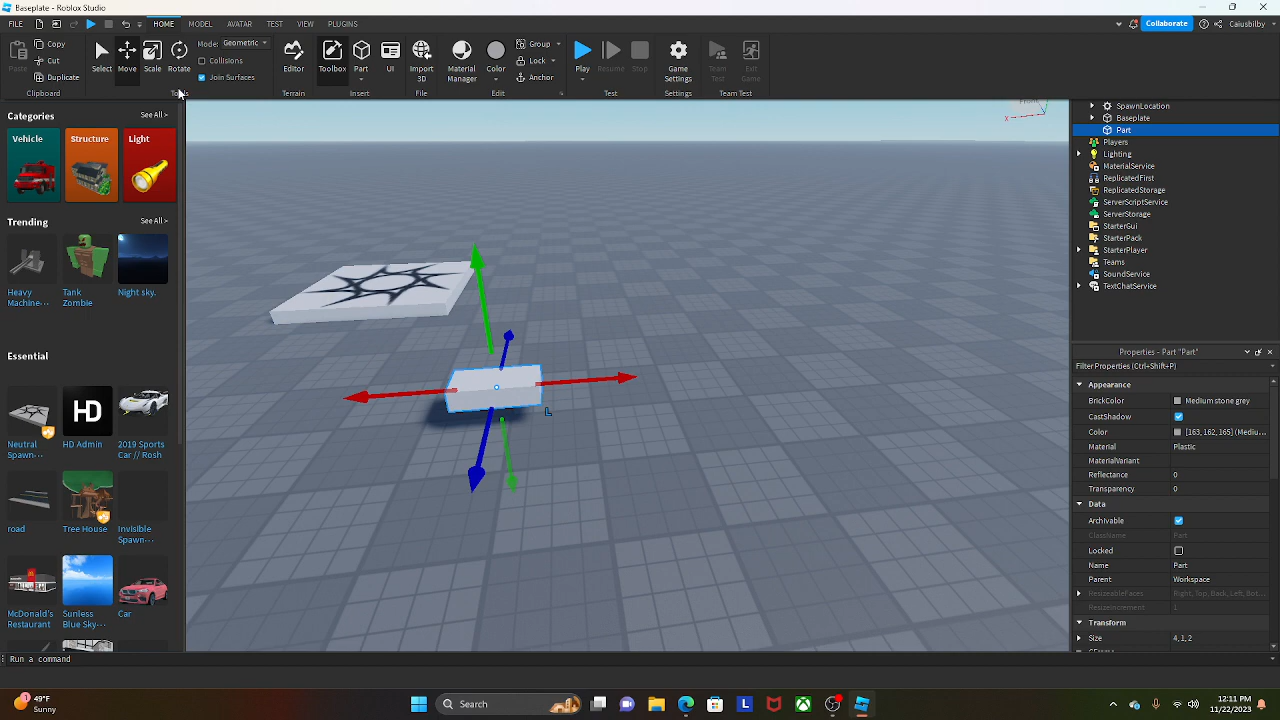 Baseplate - Roblox Studio
FILE HOME MODEL AVATAR TEST VIEW PLUGINS Collaborate Caiusbilby
Paste Copy Cut Duplicate
Select Move Scale Rotate
Mode: Geometric
Collisions
Join Surfaces
Editor Toolbox Part UI Import 3D Material Manager Color
Group
Lock
Anchor
Play Resume Stop Game Settings Team Test Exit Game
Clipboard Terrain Insert File Edit Test Settings Team Test
Categories See All >
Vehicle Structure Light
Trending See All >
Heavy Machine··· Tank Zombie Night sky.
Essential
HD
Neutral Spawn··· HD Admin 2019 Sports Car // Rosh
road Tree House Invisible Spawn···
McDonald's Restaurant Sunless Blue Sky··· Car
L
X
SpawnLocation
Baseplate
Part
Players
Lighting
MaterialService
ReplicatedFirst
ReplicatedStorage
ServerScriptService
ServerStorage
StarterGui
StarterPack
StarterPlayer
Teams
SoundService
TextChatService
Properties - Part "Part"
Filter Properties (Ctrl+Shift+P)
Appearance
BrickColor Medium stone grey
CastShadow
Color [163, 162, 165] (Mediu...
Material Plastic
MaterialVariant
Reflectance 0
Transparency 0
Data
Archivable
ClassName Part
Locked
Name Part
Parent Workspace
ResizeableFaces Right, Top, Back, Left, Bot...
ResizeIncrement 1
Transform
Size 4, 1, 2
Run a command
49°F
Sunny
Search
L
12:11 PM
11/22/2023